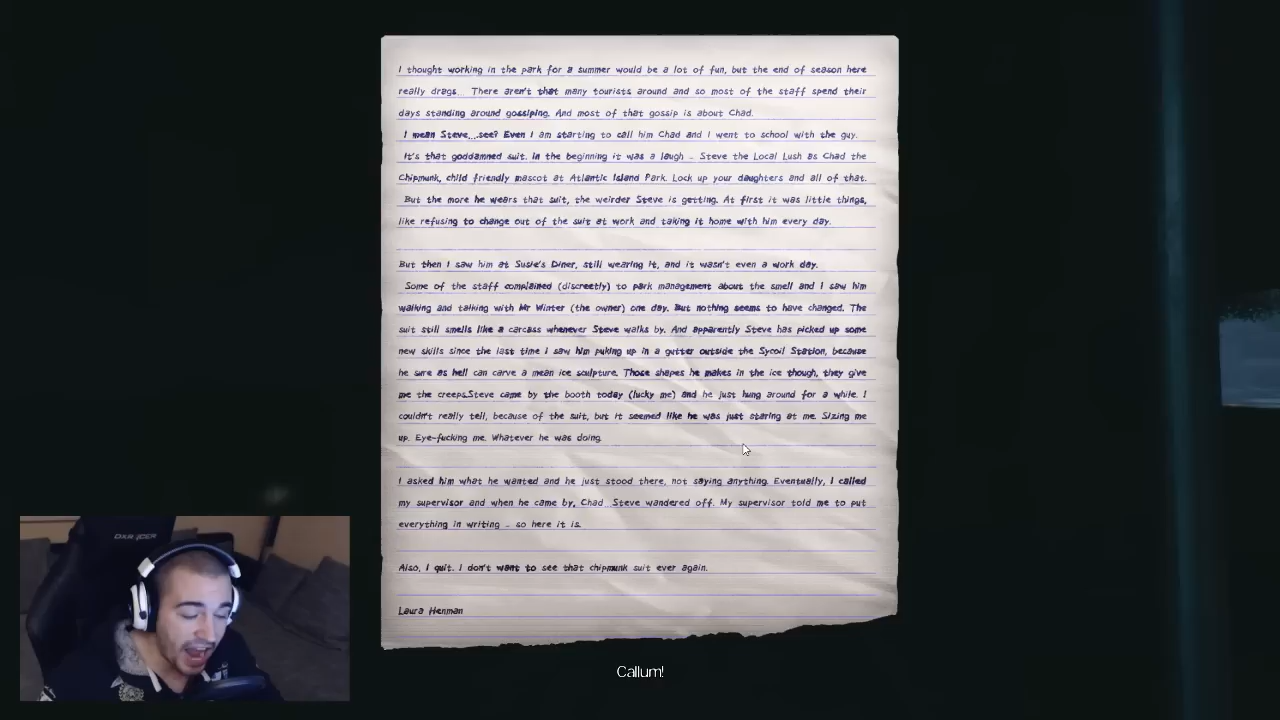 I thought working in the park for a summer would be a lot of fun, but the end of season here
really drags... There aren't that many tourists around and so most of the staff spend their
days standing around gossiping. And most of that gossip is about Chad.
I mean Steve....see? Even I am starting to call him Chad and I went to school with the guy.
It's that goddamned suit. In the beginning it was a laugh - Steve the Local Lush as Chad the
Chipmunk, child friendly mascot at Atlantic Island Park. Lock up your daughters and all of that.
But the more he wears that suit, the weirder Steve is getting. At first it was little things,
like refusing to change out of the suit at work and taking it home with him every day.
But then I saw him at Susie's Diner, still wearing it, and it wasn't even a work day.
Some of the staff complained (discreetly) to park management about the smell and I saw him
walking and talking with Mr Winter (the owner) one day. But nothing seems to have changed. The
suit still smells like a carcass whenever Steve walks by. And apparently Steve has picked up some
new skills since the last time I saw him puking up in a gutter outside the Sycoil Station, because
he sure as hell can carve a mean ice sculpture. Those shapes he makes in the ice though, they give
me the creeps.Steve came by the booth today (lucky me) and he just hung around for a while. I
couldn't really tell, because of the suit, but it seemed like he was just staring at me. Sizing me
up. Eye-fucking me. Whatever he was doing.
I asked him what he wanted and he just stood there, not saying anything. Eventually, I called
my supervisor and when he came by, Chad...Steve wandered off. My supervisor told me to put
everything in writing - so here it is.
Also, I quit. I don't want to see that chipmunk suit ever again.
Laura Henman
Callum!